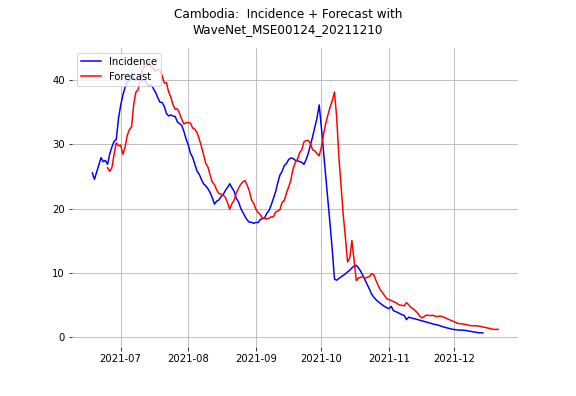 Cambodia:  Incidence + Forecast with
WaveNet_MSE00124_20211210
Incidence
Forecast
40
30
20
10
0
2021-07 2021-08 2021-09 2021-10 2021-11 2021-12